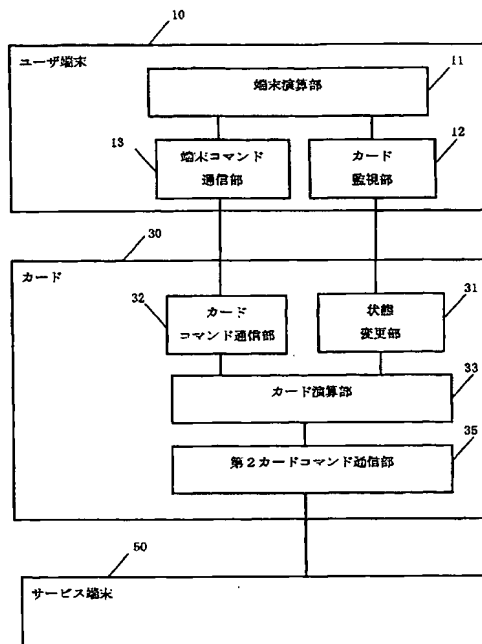 10
ユーザ端末
11
端末演算部
13
端末コマンド
通信部
12
カード
監視部
30
カード
32
カード
コマンド通信部
31
状態
変更部
33
カード演算部
35
第2カードコマンド通信部
50
サービス端末